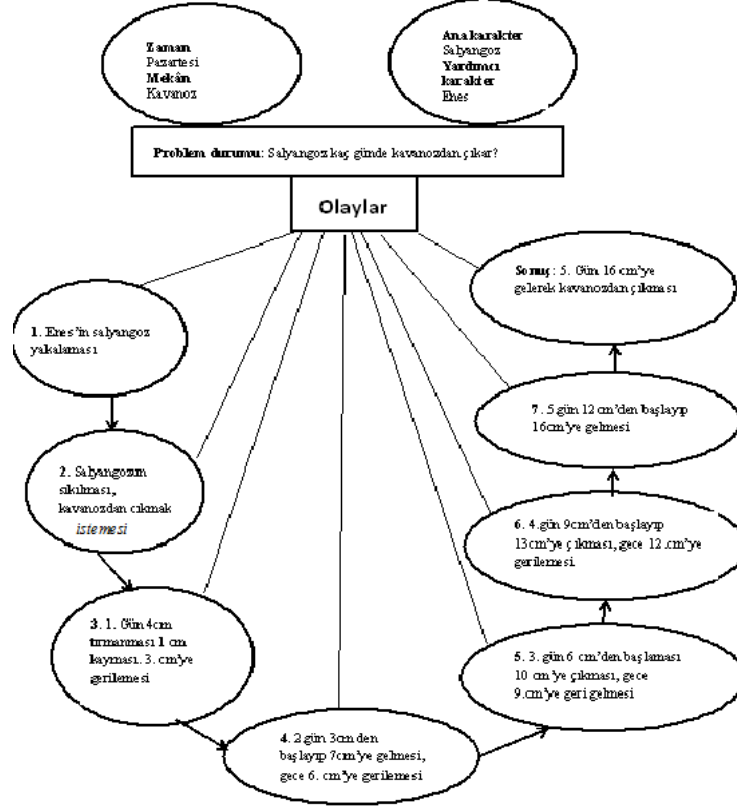 Zaman
Pazartesi
Mekân
Kavanoz
Ana karakter
Salyangoz
Yardımcı
karakter
Enes
Problem durumu: Salyangoz kaç günde kavanozdan çıkar?
Olaylar
1. Enes'in salyangoz
yakalaması
2. Salyangozun
sıkılması,
kavanozdan cıkmak
istemesi
3. 1. Gün 4cm
tırmanması 1 cm
kayması. 3. cm'ye
gerilemesi
4. 2 gün 3cm den
başlayıp 7cm'ye gelmesi,
gece 6. cm'ye gerilemesi
5. 3. gün 6 cm'den başlaması
10 cm'ye çıkması, gece
9.cm'ye geri gelmesi
6. 4. gün 9cm'den başlayıp
13cm'ye çıkması, gece 12.cm'ye
gerilemesi
7. 5.gün 12 cm'den başlayıp
16cm'ye gelmesi
Sonuç: 5. Gün 16 cm'ye
gelerek kavanozdan çıkması